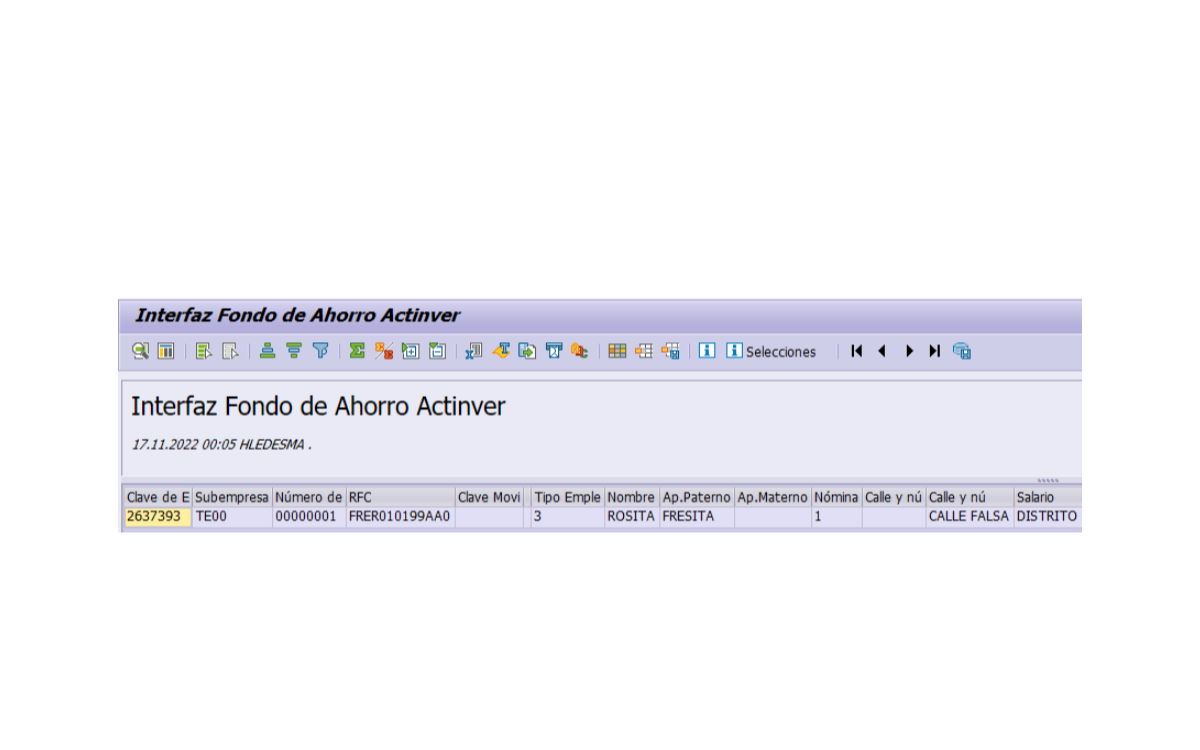 Interfaz Fondo de Ahorro Actinver
Selecciones
Interfaz Fondo de Ahorro Actinver
17.11.2022 00:05 HLEDESMA .
Clave de E Subempresa Número de RFC Clave Movi Tipo Emple Nombre Ap.Paterno Ap.Materno Nómina Calle y nú Calle y nú Salario
2637393 TE00 00000001 FRER010199AA0 3 ROSITA FRESITA 1 CALLE FALSA DISTRITO